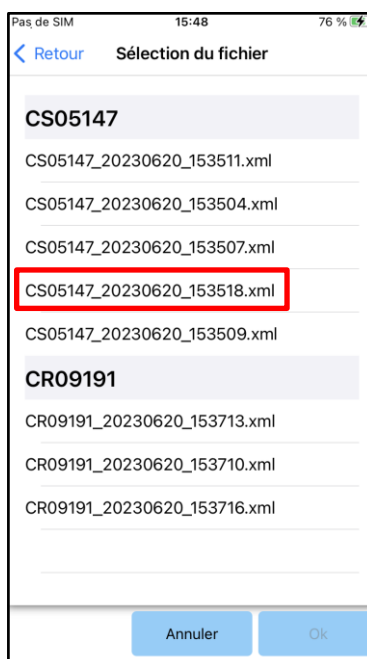 Pas de SIM 15:48 76 %
Retour Sélection du fichier
CS05147
CS05147_20230620_153511.xml
CS05147_20230620_153504.xml
CS05147_20230620_153507.xml
CS05147_20230620_153518.xml
CS05147_20230620_153509.xml
CR09191
CR09191_20230620_153713.xml
CR09191_20230620_153710.xml
CR09191_20230620_153716.xml
Annuler Ok